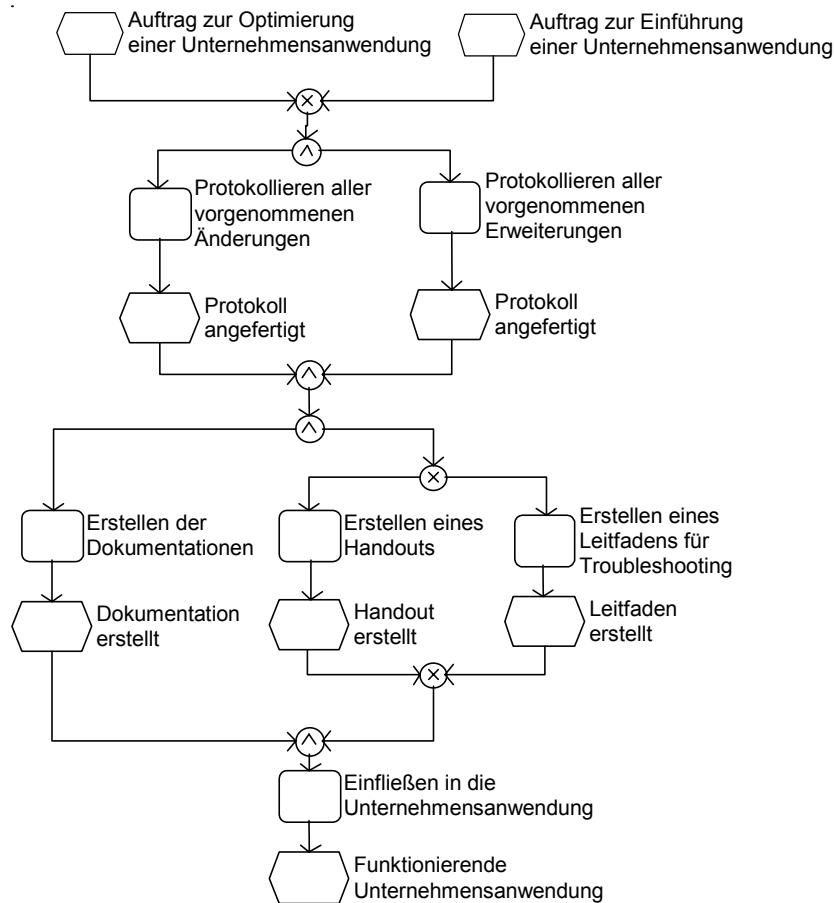 Auftrag zur Optimierung
einer Unternehmensanwendung
Auftrag zur Einführung
einer Unternehmensanwendung
Protokollieren aller
vorgenommenen
Änderungen
Protokollieren aller
vorgenommenen
Erweiterungen
Protokoll
angefertigt
Protokoll
angefertigt
Erstellen der
Dokumentationen
Erstellen eines
Handouts
Erstellen eines
Leitfadens für
Troubleshooting
Dokumentation
erstellt
Handout
erstellt
Leitfaden
erstellt
Einfließen in die
Unternehmensanwendung
Funktionierende
Unternehmensanwendung